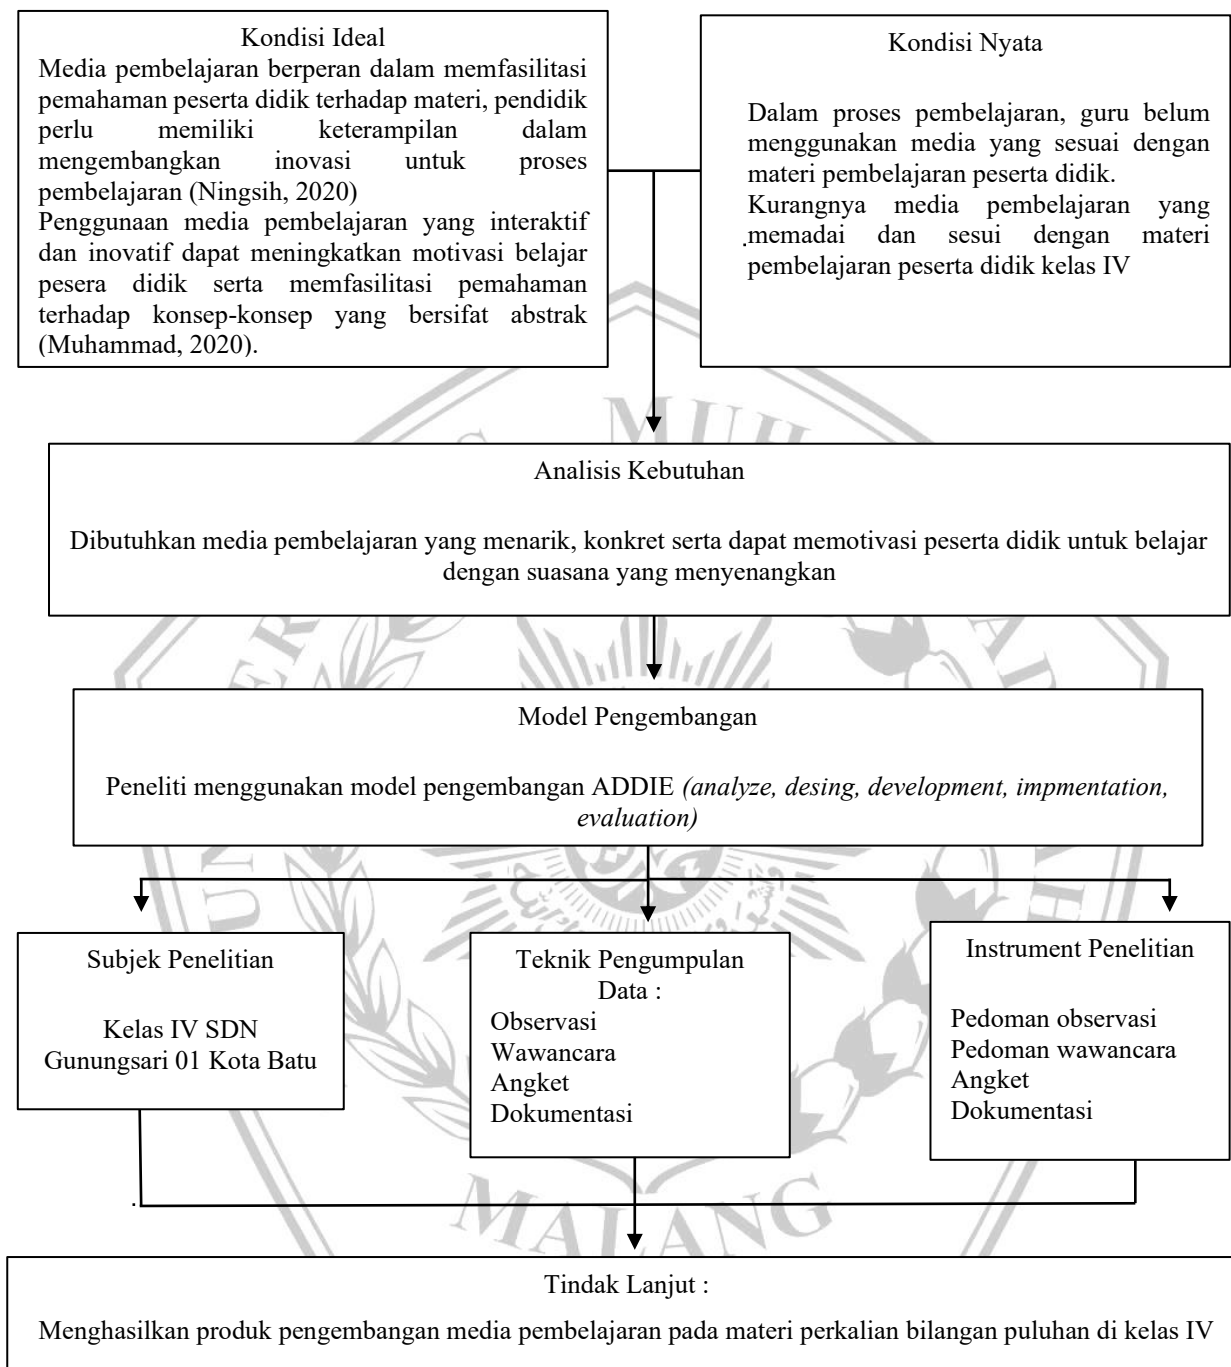 Kondisi Ideal
Media pembelajaran berperan dalam memfasilitasi
pemahaman peserta didik terhadap materi, pendidik
perlu memiliki keterampilan dalam
mengembangkan inovasi untuk proses
pembelajaran (Ningsih, 2020)
Penggunaan media pembelajaran yang interaktif
dan inovatif dapat meningkatkan motivasi belajar
pesera didik serta memfasilitasi pemahaman
terhadap konsep-konsep yang bersifat abstrak
(Muhammad, 2020).
Kondisi Nyata
Dalam proses pembelajaran, guru belum
menggunakan media yang sesuai dengan
materi pembelajaran peserta didik.
Kurangnya media pembelajaran yang
memadai dan sesui dengan materi
pembelajaran peserta didik kelas IV
Analisis Kebutuhan
Dibutuhkan media pembelajaran yang menarik, konkret serta dapat memotivasi peserta didik untuk belajar
dengan suasana yang menyenangkan
Model Pengembangan
Peneliti menggunakan model pengembangan ADDIE (analyze, desing, development, impmentation,
evaluation)
Subjek Penelitian
Kelas IV SDN
Gunungsari 01 Kota Batu
Teknik Pengumpulan
Data :
Observasi
Wawancara
Angket
Dokumentasi
Instrument Penelitian
Pedoman observasi
Pedoman wawancara
Angket
Dokumentasi
MALANG
Tindak Lanjut :
Menghasilkan produk pengembangan media pembelajaran pada materi perkalian bilangan puluhan di kelas IV